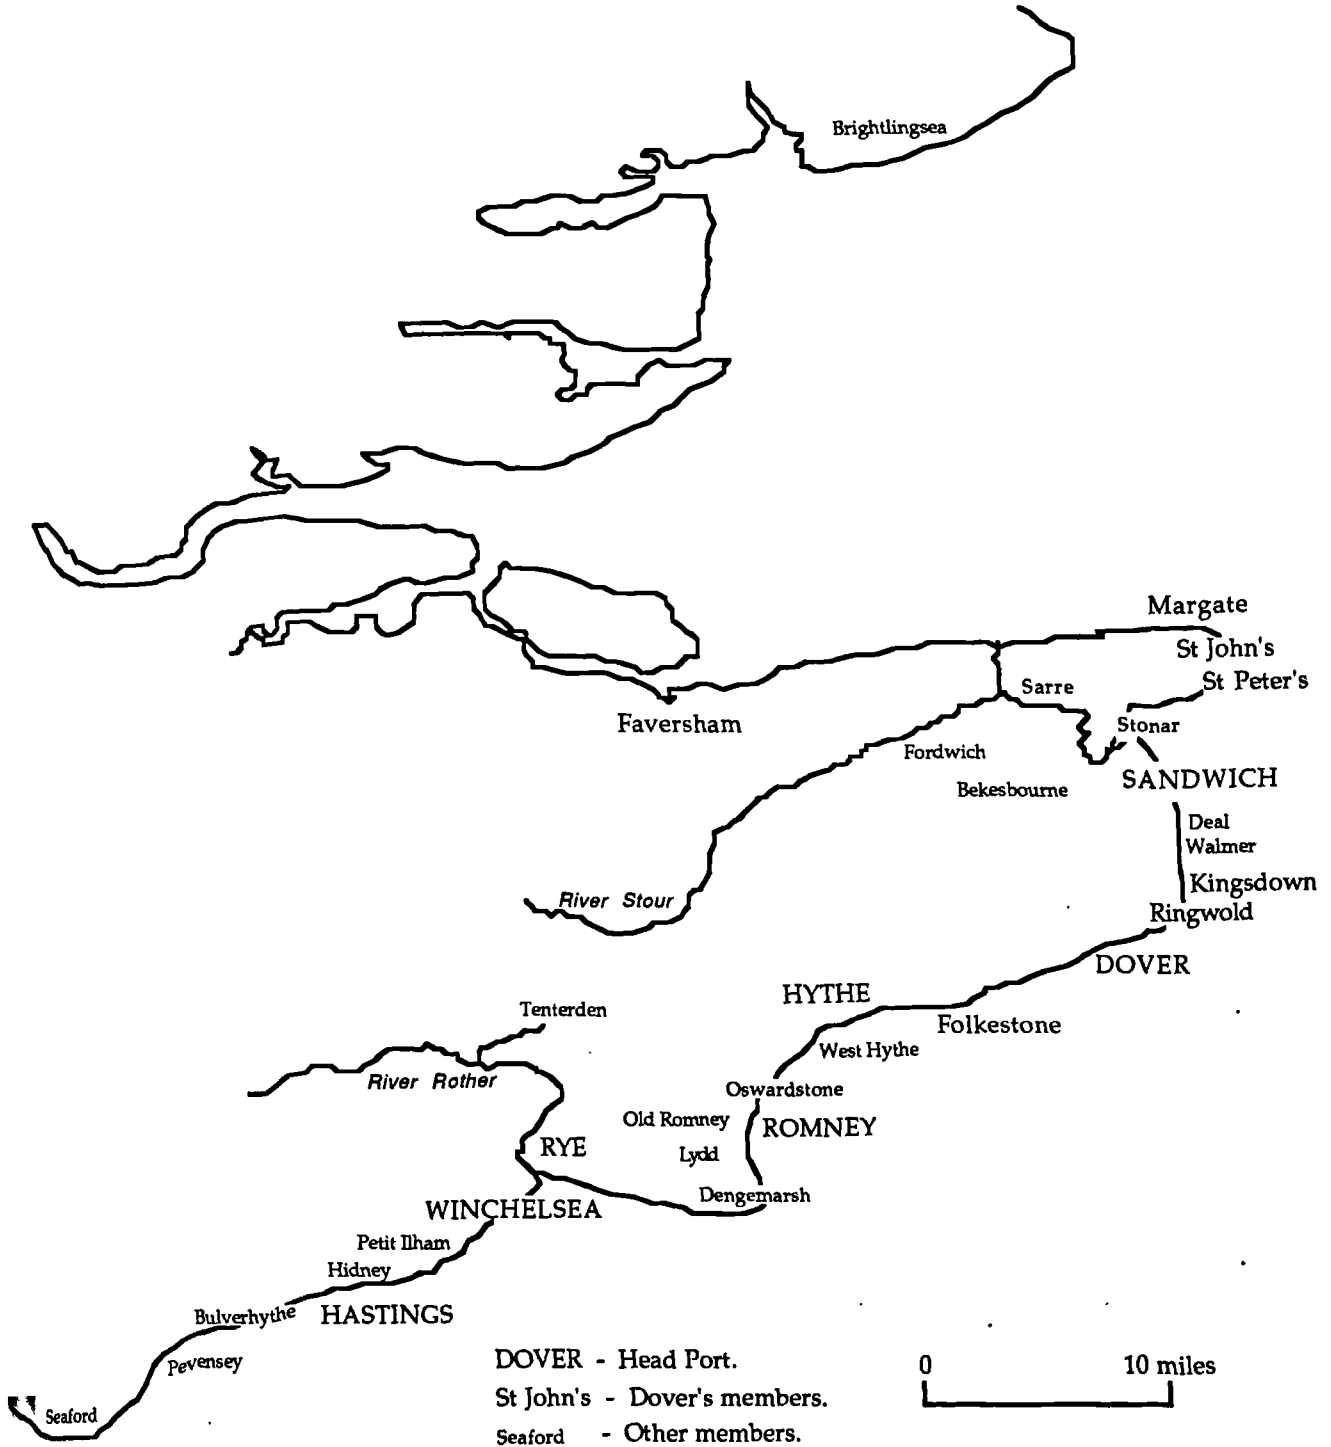 Brightlingsea
Margate
St John's
St Peter's
Sarre
Stonar
Faversham
Fordwich
Bekesbourne
SANDWICH
Deal
Walmer
Kingsdown
River Stour
Ringwold
DOVER
HYTHE
Folkestone
Tenterden
West Hythe
River Rother
Oswardstone
Old Romney
ROMNEY
RYE
Lydd
Dengemarsh
WINCHELSEA
Petit Ilham
Hidney
Bulverhythe
HASTINGS
Pevensey
Seaford
DOVER - Head Port.
St John's - Dover's members.
Seaford - Other members.
0 10 miles